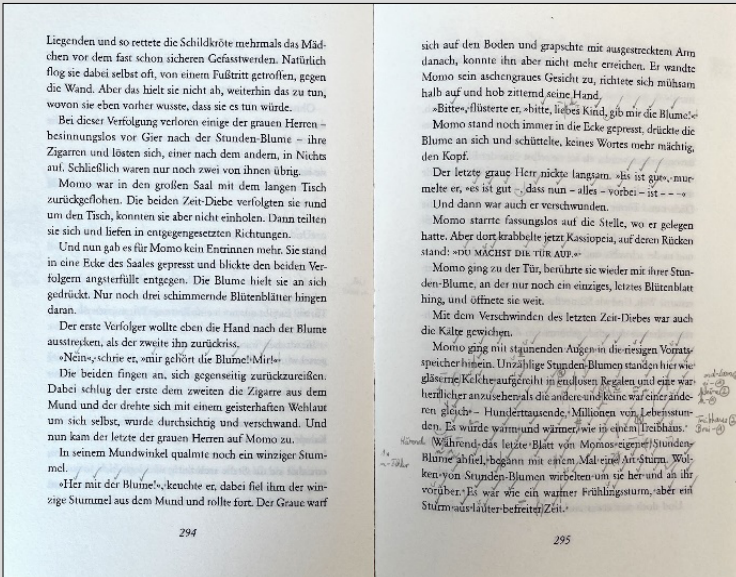 Liegenden und so rettete die Schildkröte mehrmals das Mäd-
chen vor dem fast schon sicheren Gefasstwerden. Natürlich
flog sie dabei selbst oft, von einem Fußtritt getroffen, gegen
die Wand. Aber das hielt sie nicht ab, weiterhin das zu tun,
wovon sie eben vorher wusste, dass sie es tun würde.
Bei dieser Verfolgung verloren einige der grauen Herren –
besinnungslos vor Gier nach der Stunden-Blume – ihre
Zigarren und lösten sich, einer nach dem andern, in Nichts
auf. Schließlich waren nur noch zwei von ihnen übrig.
Momo war in den großen Saal mit dem langen Tisch
zurückgeflohen. Die beiden Zeit-Diebe verfolgten sie rund
um den Tisch, konnten sie aber nicht einholen. Dann teilten
sie sich und liefen in entgegengesetzten Richtungen.
Und nun gab es für Momo kein Entrinnen mehr. Sie stand
in eine Ecke des Saales gepresst und blickte den beiden Ver-
folgern angsterfüllt entgegen. Die Blume hielt sie an sich
gedrückt. Nur noch drei schimmernde Blütenblätter hingen
daran.
Der erste Verfolger wollte eben die Hand nach der Blume
ausstrecken, als der zweite ihn zurückriss.
»Nein«, schrie er, »mir gehört die Blume! Mir!«
Die beiden fingen an, sich gegenseitig zurückzureißen.
Dabei schlug der erste dem zweiten die Zigarre aus dem
Mund und der drehte sich mit einem geisterhaften Wehlaut
um sich selbst, wurde durchsichtig und verschwand. Und
nun kam der letzte der grauen Herren auf Momo zu.
In seinem Mundwinkel qualmte noch ein winziger Stum-
mel.
»Her mit der Blume!«, keuchte er, dabei fiel ihm der win-
zige Stummel aus dem Mund und rollte fort. Der Graue warf
294
sich auf den Boden und grapschte mit ausgestrecktem Arm
danach, konnte ihn aber nicht mehr erreichen. Er wandte
Momo sein aschengraues Gesicht zu, richtete sich mühsam
halb auf und hob zitternd seine Hand.
»Bitte«, flüsterte er, »bitte, liebes Kind, gib mir die Blume!«
Momo stand noch immer in die Ecke gepresst, drückte die
Blume an sich und schüttelte, keines Wortes mehr mächtig,
den Kopf.
Der letzte graue Herr nickte langsam. »Es ist gut«, mur-
melte er, »es ist gut –, dass nun – alles – vorbei – ist – – –«
Und dann war auch er verschwunden.
Momo starrte fassungslos auf die Stelle, wo er gelegen
hatte. Aber dort krabbelte jetzt Kassiopeia, auf deren Rücken
stand: »DU MACHST DIE TÜR AUF.«
Momo ging zu der Tür, berührte sie wieder mit ihrer Stun-
den-Blume, an der nur noch ein einziges, letztes Blütenblatt
hing, und öffnete sie weit.
Mit dem Verschwinden des letzten Zeit-Diebes war auch
die Kälte gewichen.
Momo ging mit staunenden Augen in die riesigen Vorrats-
speicher hinein. Unzählige Stunden-Blumen standen hier wie
gläserne Kelche aufgereiht in endlosen Regalen und eine war
herrlicher anzusehen als die andere und keine war einer ande-
ren gleich – Hunderttausende, Millionen von Lebensstun-
den. Es wurde warm und wärmer, wie in einem Treibhaus.
Während das letzte Blatt von Momos eigener Stunden-
Blume abfiel, begann mit einem Mal eine Art Sturm. Wol-
ken von Stunden-Blumen wirbelten um sie her und an ihr
vorüber. Es war wie ein warmer Frühlingssturm, aber ein
Sturm aus lauter befreiter Zeit.
295